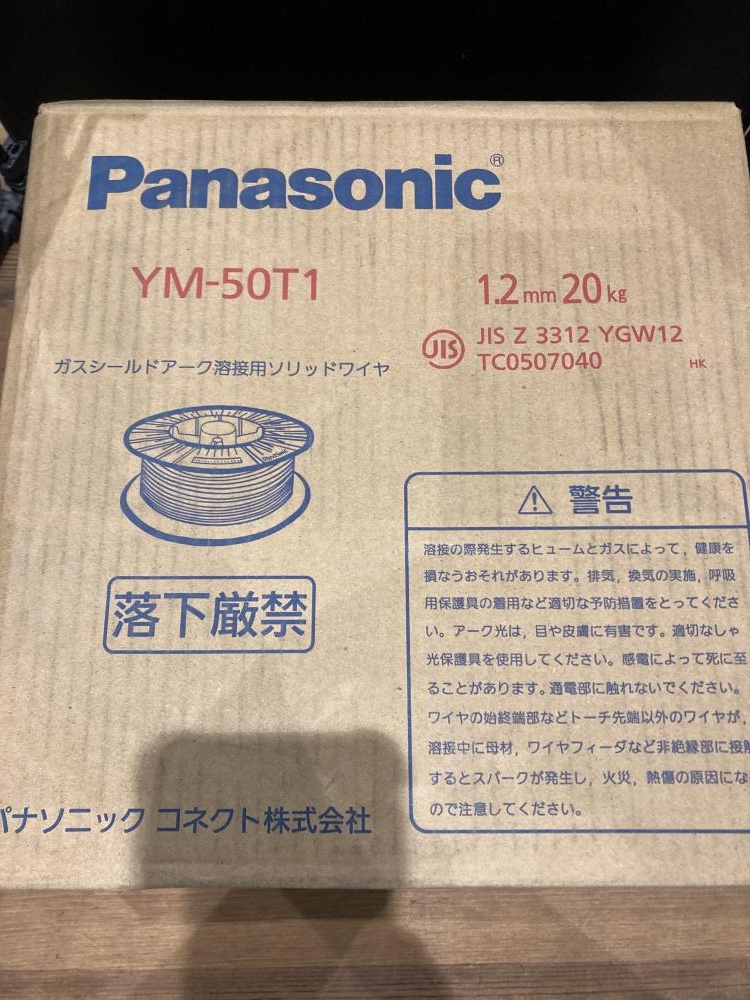 Panasonic®
YM-50T1
1.2mm 20kg
JIS
JIS Z 3312 YGW12
TC0507040
HK
ガスシールドアーク溶接用ソリッドワイヤ
Panasonic
落下厳禁
警告
溶接の際発生するヒュームとガスによって，健康を
損なうおそれがあります。排気，換気の実施，呼吸
用保護具の着用など適切な予防措置をとってくださ
い。アーク光は，目や皮膚に有害です。適切なしゃ
光保護具を使用してください。感電によって死に至
ることがあります。通電部に触れないでください。
ワイヤの始終端部などトーチ先端以外のワイヤが，
溶接中に母材，ワイヤフィーダなど非絶縁部に接触
するとスパークが発生し，火災，熱傷の原因にな
ので注意してください。
パナソニック コネクト株式会社